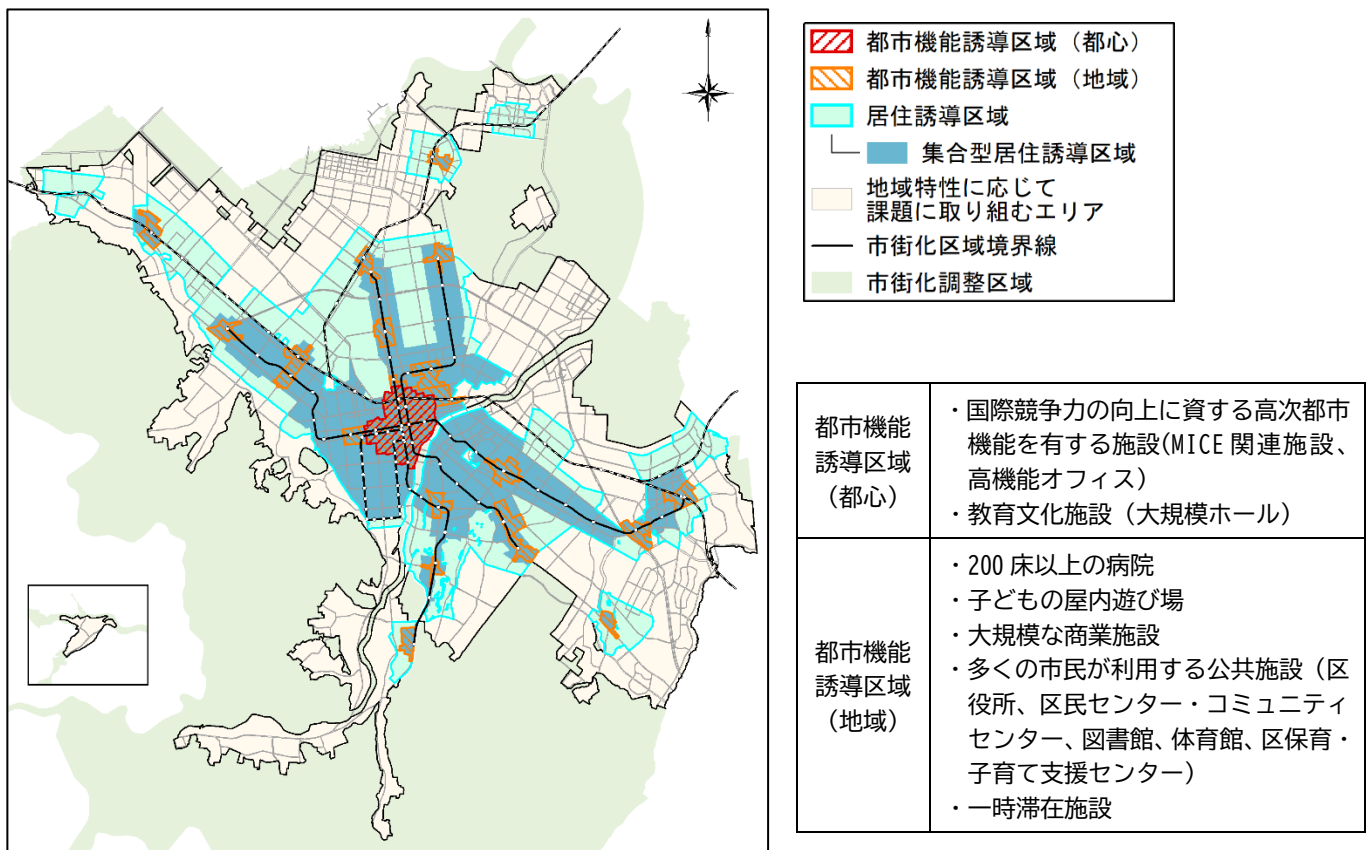 都市機能誘導区域（都心）
都市機能誘導区域（地域）
居住誘導区域
集合型居住誘導区域
地域特性に応じて
課題に取り組むエリア
市街化区域境界線
市街化調整区域
都市機能
誘導区域
（都心）
・国際競争力の向上に資する高次都市
機能を有する施設(MICE 関連施設、
高機能オフィス）
・教育文化施設（大規模ホール）
都市機能
誘導区域
（地域）
・200 床以上の病院
・子どもの屋内遊び場
・大規模な商業施設
・多くの市民が利用する公共施設（区
役所、区民センター・コミュニティ
センター、図書館、体育館、区保育・
子育て支援センター）
・一時滞在施設